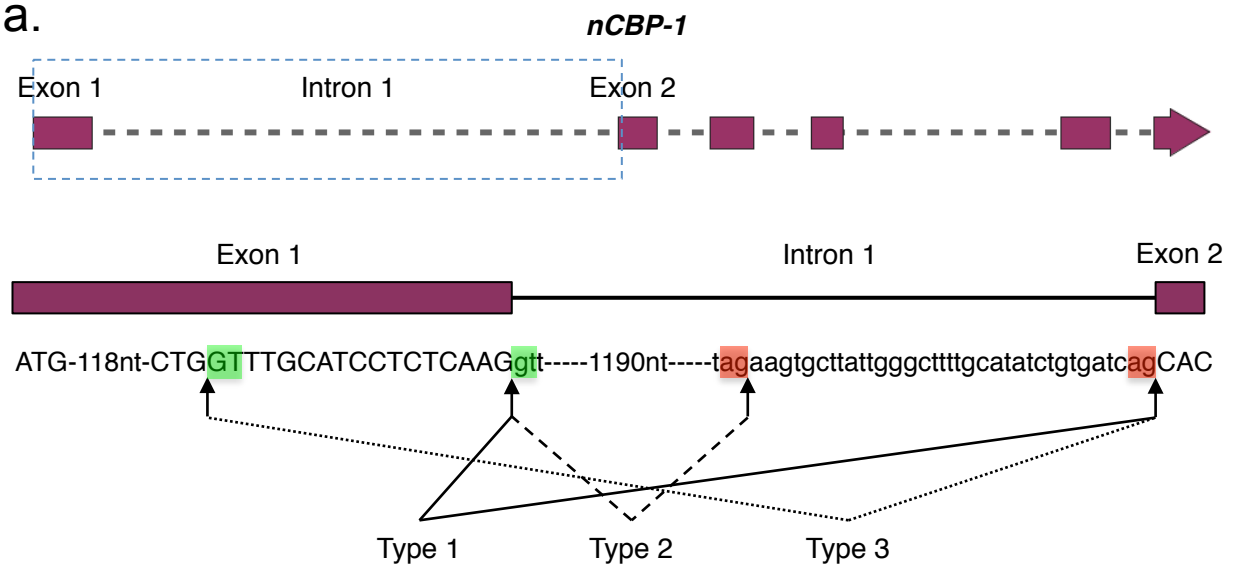 a.
nCBP-1
Exon 1 Intron 1 Exon 2
Exon 1 Intron 1 Exon 2
ATG-118nt-CTGGTTTGCATCCTCTCAAGgtt-----1190nt-----tagaagtgcttattgggcttttgcatatctgtgatcagCAC
Type 1 Type 2 Type 3